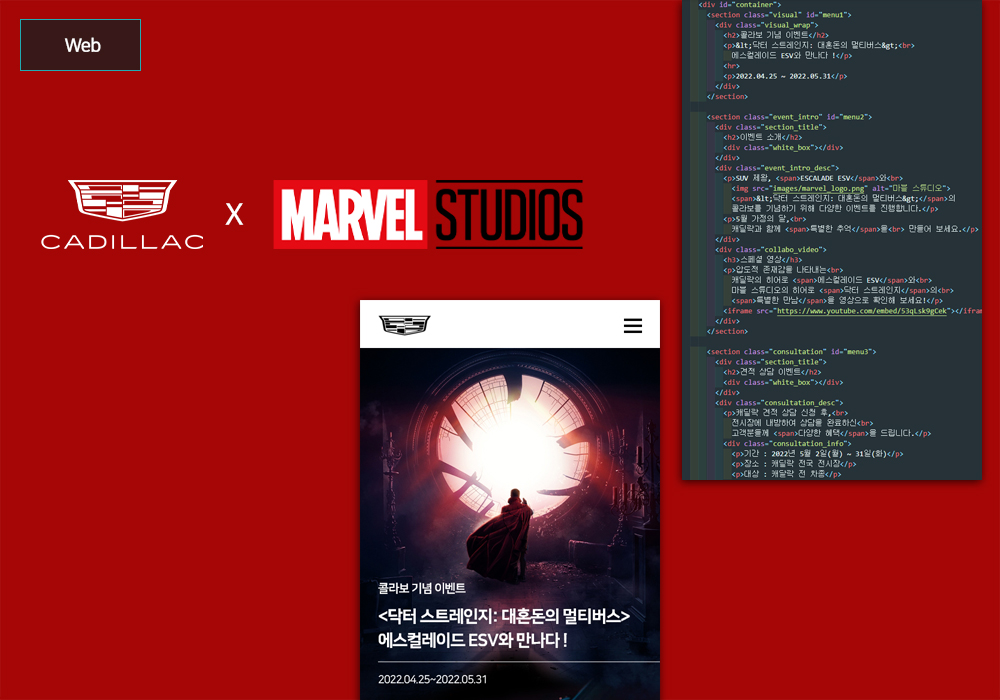 Web
CADILLAC
X
MARVEL STUDIOS
콜라보 기념 이벤트
<닥터 스트레인지: 대혼돈의 멀티버스>
에스컬레이드 ESV와 만나다 !
2022.04.25~2022.05.31
<div id="container">
<section class="visual" id="menu1">
<div class="visual_wrap">
<h2>콜라보 기념 이벤트</h2>
<p>&lt;닥터 스트레인지: 대혼돈의 멀티버스&gt;<br>
에스컬레이드 ESV와 만나다 !</p>
<hr>
<p>2022.04.25 ~ 2022.05.31</p>
</div>
</section>
<section class="event_intro" id="menu2">
<div class="section_title">
<h2>이벤트 소개</h2>
<div class="white_box"></div>
</div>
<div class="event_intro_desc">
<p>SUV 제왕, <span>ESCALADE ESV</span>와<br>
<img src="images/marvel_logo.png" alt="마블 스튜디오">
<span>&lt;닥터 스트레인지: 대혼돈의 멀티버스&gt;</span>의
콜라보를 기념하기 위해 다양한 이벤트를 진행합니다.</p>
<p>5월 가정의 달,<br>
캐딜락과 함께 <span>특별한 추억</span>을<br> 만들어 보세요.</p>
</div>
<div class="collabo_video">
<h3>스페셜 영상</h3>
<p>압도적 존재감을 나타내는<br>
캐딜락의 히어로 <span>에스컬레이드 ESV</span>와<br>
마블 스튜디오의 히어로 <span>닥터 스트레인지</span>의<br>
<span>특별한 만남</span>을 영상으로 확인해 보세요!</p>
<iframe src="https://www.youtube.com/embed/53qLsk9gCek"></ifram
</div>
</section>
<section class="consultation" id="menu3">
<div class="section_title">
<h2>견적 상담 이벤트</h2>
<div class="white_box"></div>
</div>
<div class="consultation_desc">
<p>캐딜락 견적 상담 신청 후,<br>
전시장에 내방하여 상담을 완료하신<br>
고객분들께 <span>다양한 혜택</span>을 드립니다.</p>
<div class="consultation_info">
<p>기간 : 2022년 5월 2일(월) ~ 31일(화)</p>
<p>장소 : 캐딜락 전국 전시장</p>
<p>대상 : 캐딜락 전 차종</p>